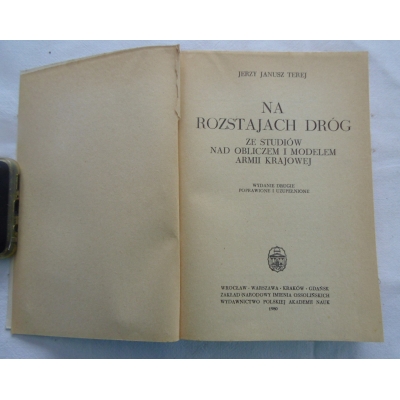 JERZY JANUSZ TEREJ
NA
ROZSTAJACH DRÓG
ZE STUDIÓW
NAD OBLICZEM I MODELEM
ARMII KRAJOWEJ
WYDANIE DRUGIE
POPRAWIONE I UZUPEŁNIONE
WROCŁAW · WARSZAWA · KRAKÓW · GDAŃSK
ZAKŁAD NARODOWY IMIENIA OSSOLIŃSKICH
WYDAWNICTWO POLSKIEJ AKADEMII NAUK
1980